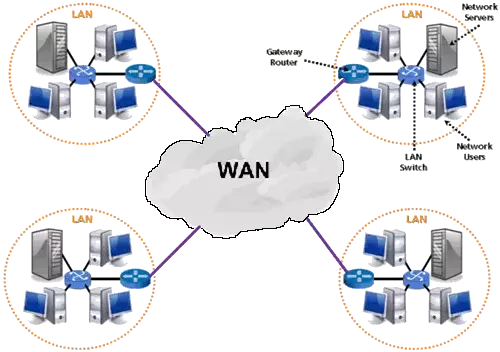 LAN
LAN
Network
Servers
Gateway
Router
WAN
LAN
Switch
Network
Users
LAN
LAN